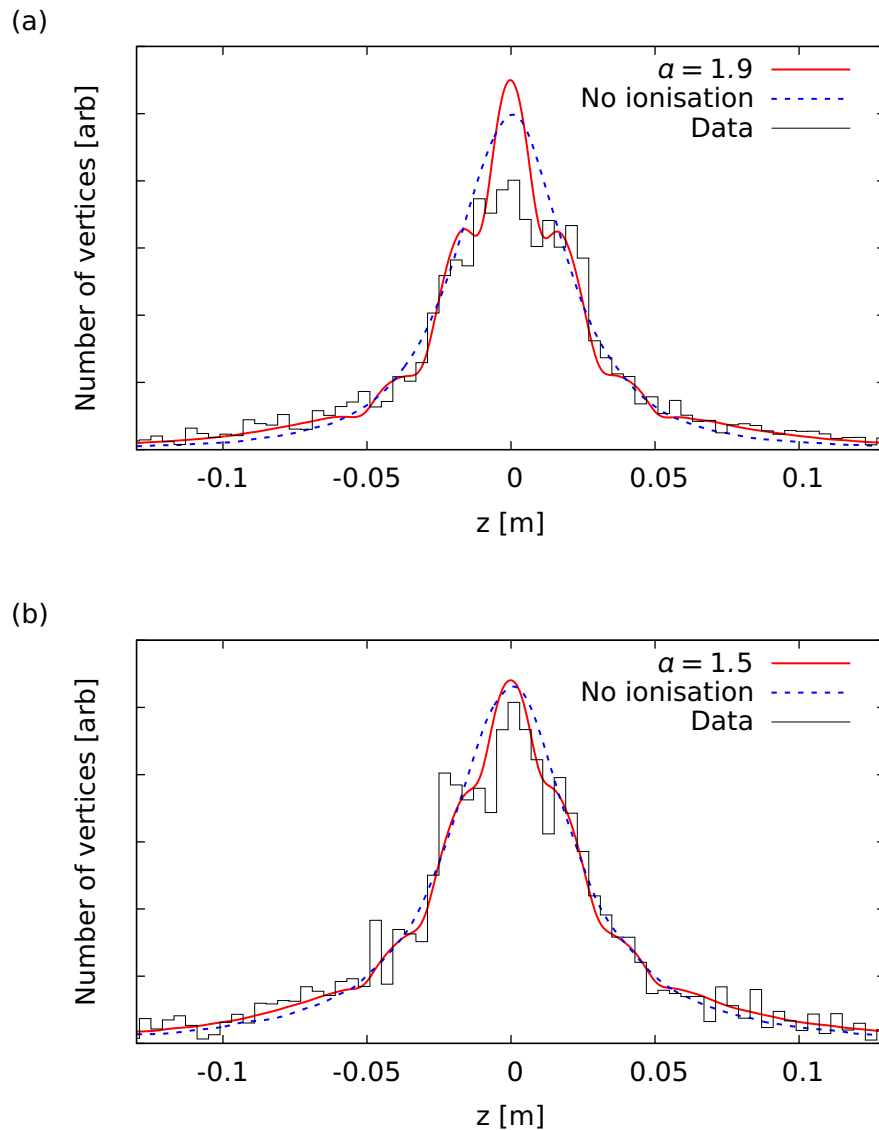 (a)
α = 1.9
No ionisation
Data
Number of vertices [arb]
-0.1 -0.05 0 0.05 0.1
z [m]
(b)
α = 1.5
No ionisation
Data
Number of vertices [arb]
-0.1 -0.05 0 0.05 0.1
z [m]